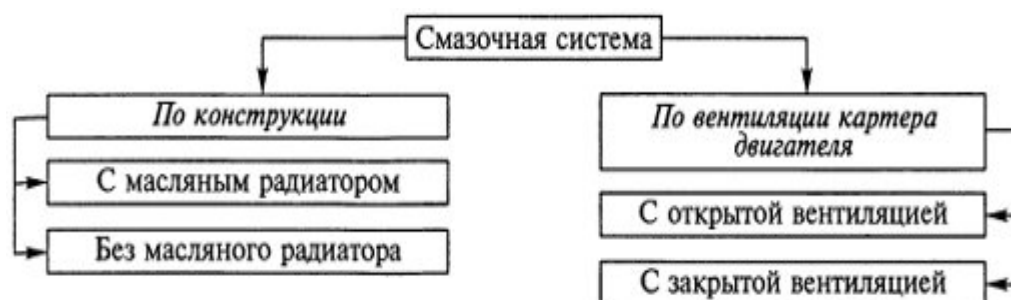 Смазочная система
По конструкции
С масляным радиатором
Без масляного радиатора
По вентиляции картера
двигателя
С открытой вентиляцией
С закрытой вентиляцией